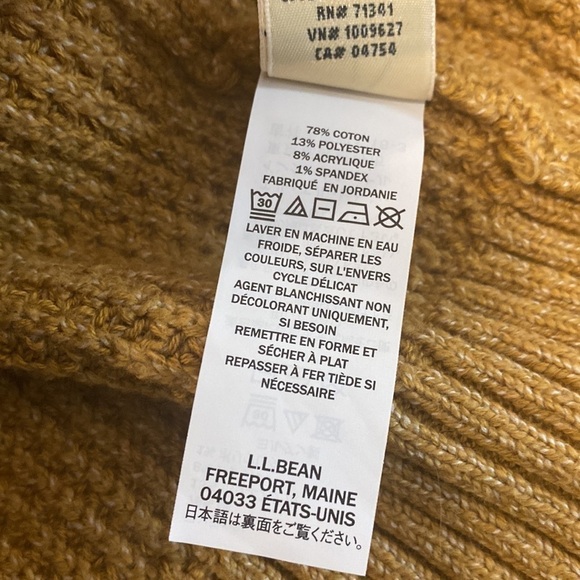 RN# 71341
VN# 1009627
CA# 04754
78% COTON
13% POLYESTER
8% ACRYLIQUE
1% SPANDEX
FABRIQUÉ EN JORDANIE
30
LAVER EN MACHINE EN EAU
FROIDE, SÉPARER LES
COULEURS, SUR L'ENVERS
CYCLE DÉLICAT
AGENT BLANCHISSANT NON
DÉCOLORANT UNIQUEMENT,
SI BESOIN
REMETTRE EN FORME ET
SÉCHER À PLAT
REPASSER À FER TIÈDE SI
NÉCESSAIRE
L.L.BEAN
FREEPORT, MAINE
04033 ÉTATS-UNIS
日本語は裏面をご覧ください。